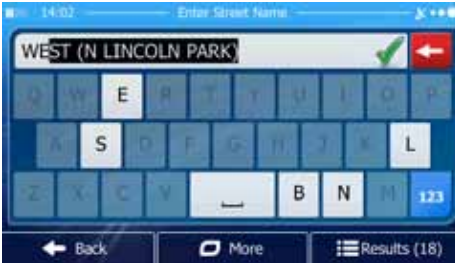 14:02 Enter Street Name
WEST (N LINCOLN PARK)
Q W E R T Y U I O P
A S D F G H J K L
Z X C V B N M 123
Back More Results (18)